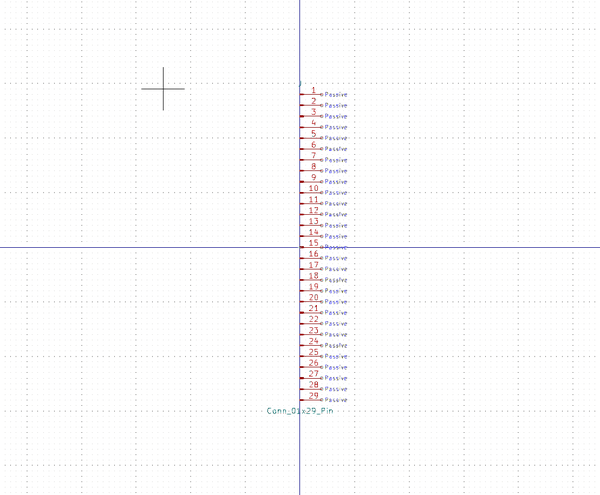 J
1 Passive
2 Passive
3 Passive
4 Passive
5 Passive
6 Passive
7 Passive
8 Passive
9 Passive
10 Passive
11 Passive
12 Passive
13 Passive
14 Passive
15 Passive
16 Passive
17 Passive
18 Passive
19 Passive
20 Passive
21 Passive
22 Passive
23 Passive
24 Passive
25 Passive
26 Passive
27 Passive
28 Passive
29 Passive
Conn_01x29_Pin